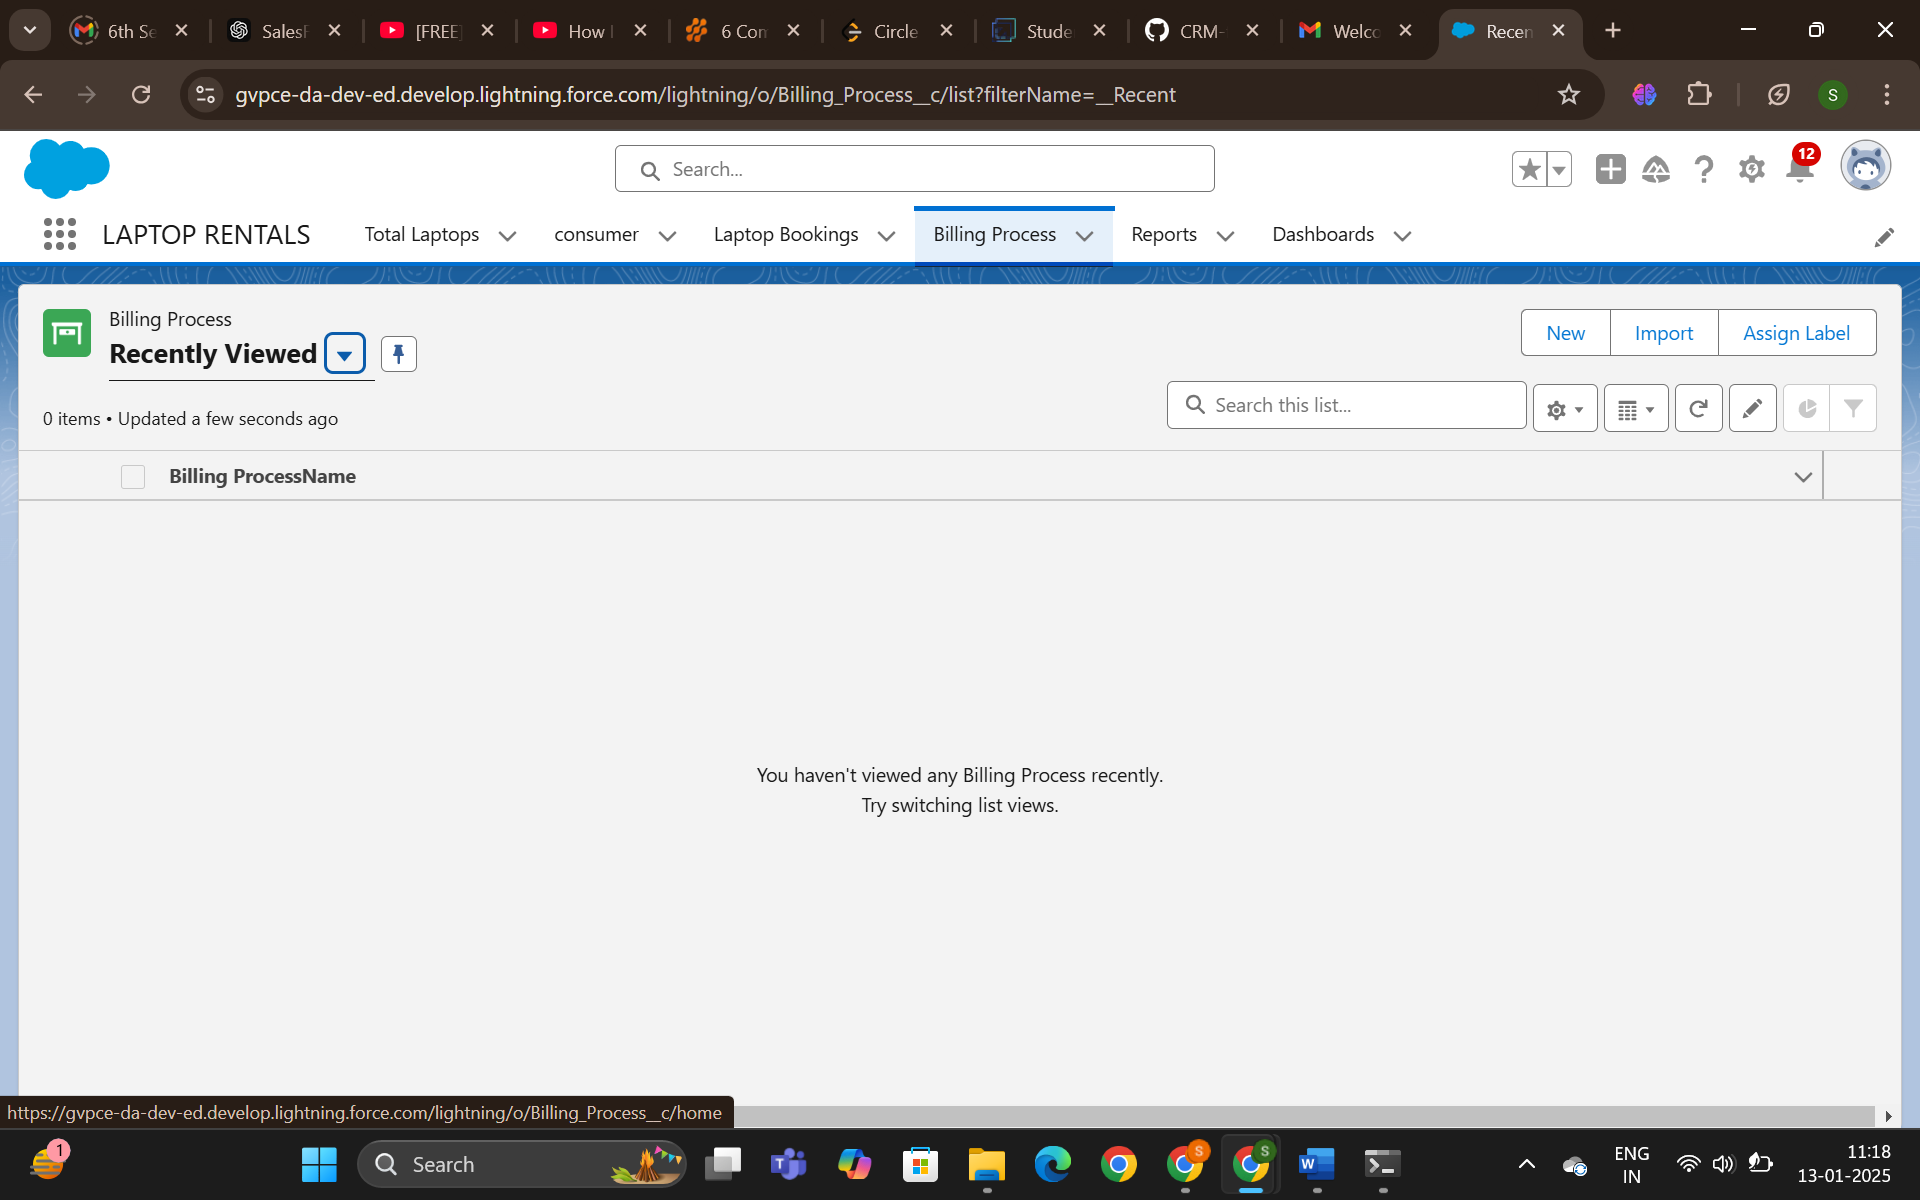 6th Se
SalesF
[FREE]
How I
6 Com
Circle
Stude
CRM-
Welco
Recen
gvpce-da-dev-ed.develop.lightning.force.com/lightning/o/Billing_Process__c/list?filterName=__Recent
S
Search...
12
LAPTOP RENTALS
Total Laptops
consumer
Laptop Bookings
Billing Process
Reports
Dashboards
Billing Process
Recently Viewed
New
Import
Assign Label
0 items • Updated a few seconds ago
Search this list...
Billing ProcessName
You haven't viewed any Billing Process recently.
Try switching list views.
https://gvpce-da-dev-ed.develop.lightning.force.com/lightning/o/Billing_Process__c/home
1
Search
S
S
ENG
IN
11:18
13-01-2025